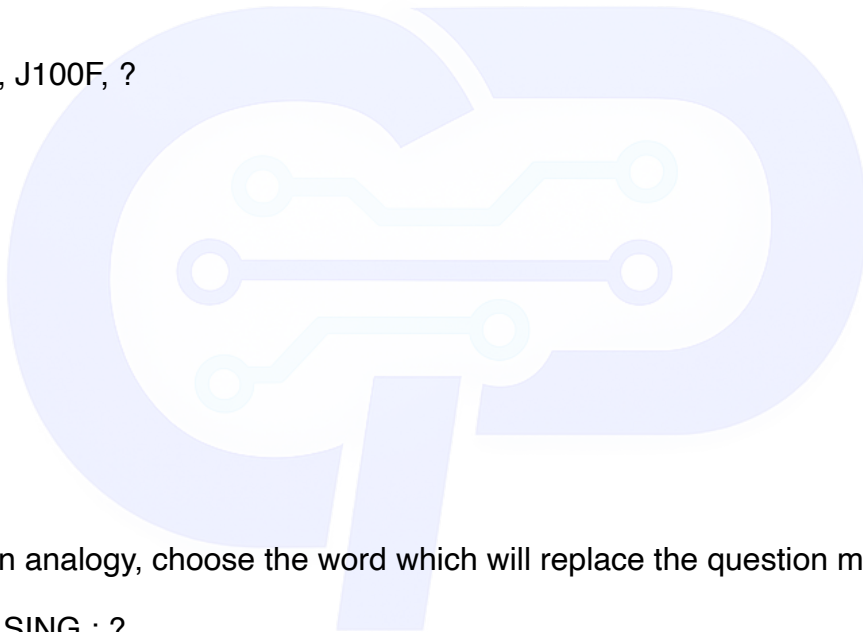 , J100F, ?
n analogy, choose the word which will replace the question m
SING : ?